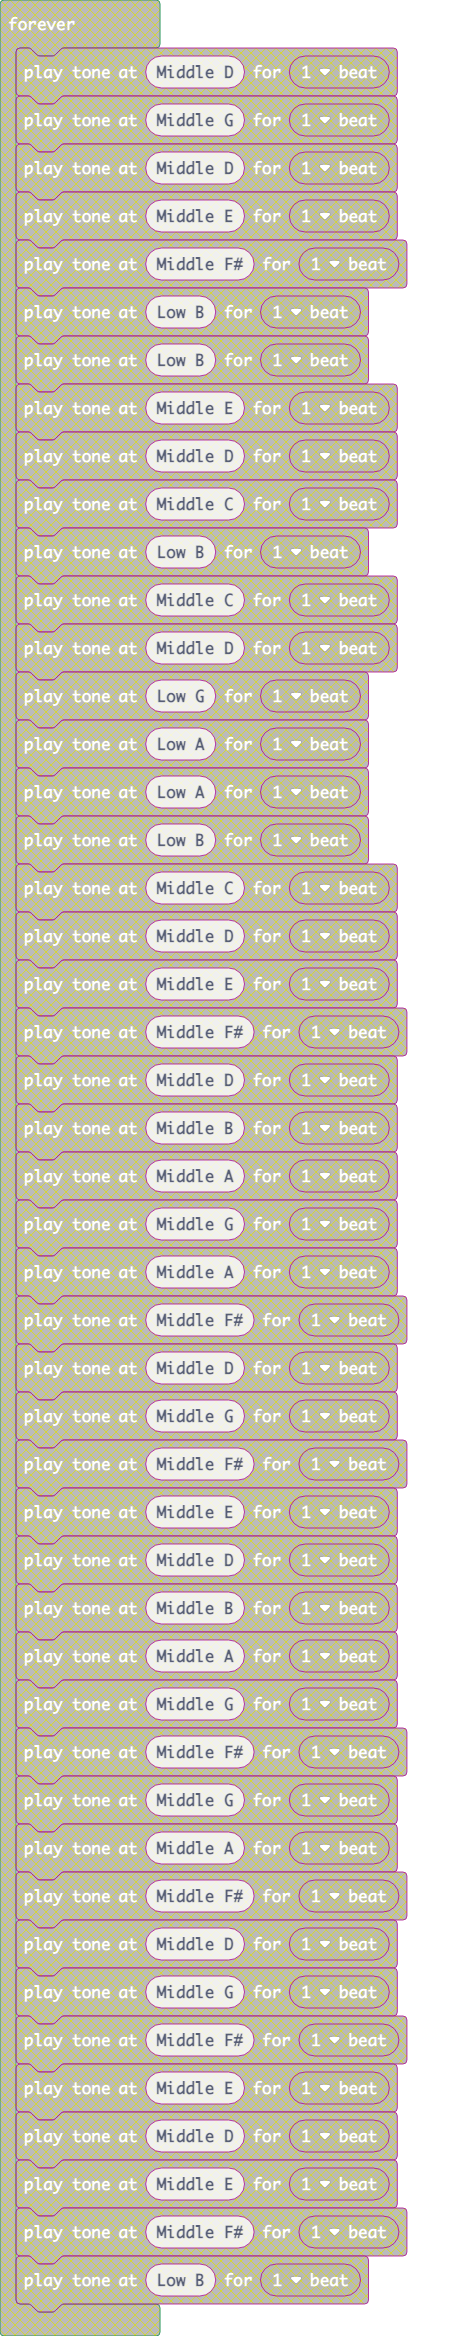 forever
play tone at Middle D for 1 beat
play tone at Middle G for 1 beat
play tone at Middle D for 1 beat
play tone at Middle E for 1 beat
play tone at Middle F# for 1 beat
play tone at Low B for 1 beat
play tone at Low B for 1 beat
play tone at Middle E for 1 beat
play tone at Middle D for 1 beat
play tone at Middle C for 1 beat
play tone at Low B for 1 beat
play tone at Middle C for 1 beat
play tone at Middle D for 1 beat
play tone at Low G for 1 beat
play tone at Low A for 1 beat
play tone at Low A for 1 beat
play tone at Low B for 1 beat
play tone at Middle C for 1 beat
play tone at Middle D for 1 beat
play tone at Middle E for 1 beat
play tone at Middle F# for 1 beat
play tone at Middle D for 1 beat
play tone at Middle B for 1 beat
play tone at Middle A for 1 beat
play tone at Middle G for 1 beat
play tone at Middle A for 1 beat
play tone at Middle F# for 1 beat
play tone at Middle D for 1 beat
play tone at Middle G for 1 beat
play tone at Middle F# for 1 beat
play tone at Middle E for 1 beat
play tone at Middle D for 1 beat
play tone at Middle B for 1 beat
play tone at Middle A for 1 beat
play tone at Middle G for 1 beat
play tone at Middle F# for 1 beat
play tone at Middle G for 1 beat
play tone at Middle A for 1 beat
play tone at Middle F# for 1 beat
play tone at Middle D for 1 beat
play tone at Middle G for 1 beat
play tone at Middle F# for 1 beat
play tone at Middle E for 1 beat
play tone at Middle D for 1 beat
play tone at Middle E for 1 beat
play tone at Middle F# for 1 beat
play tone at Low B for 1 beat